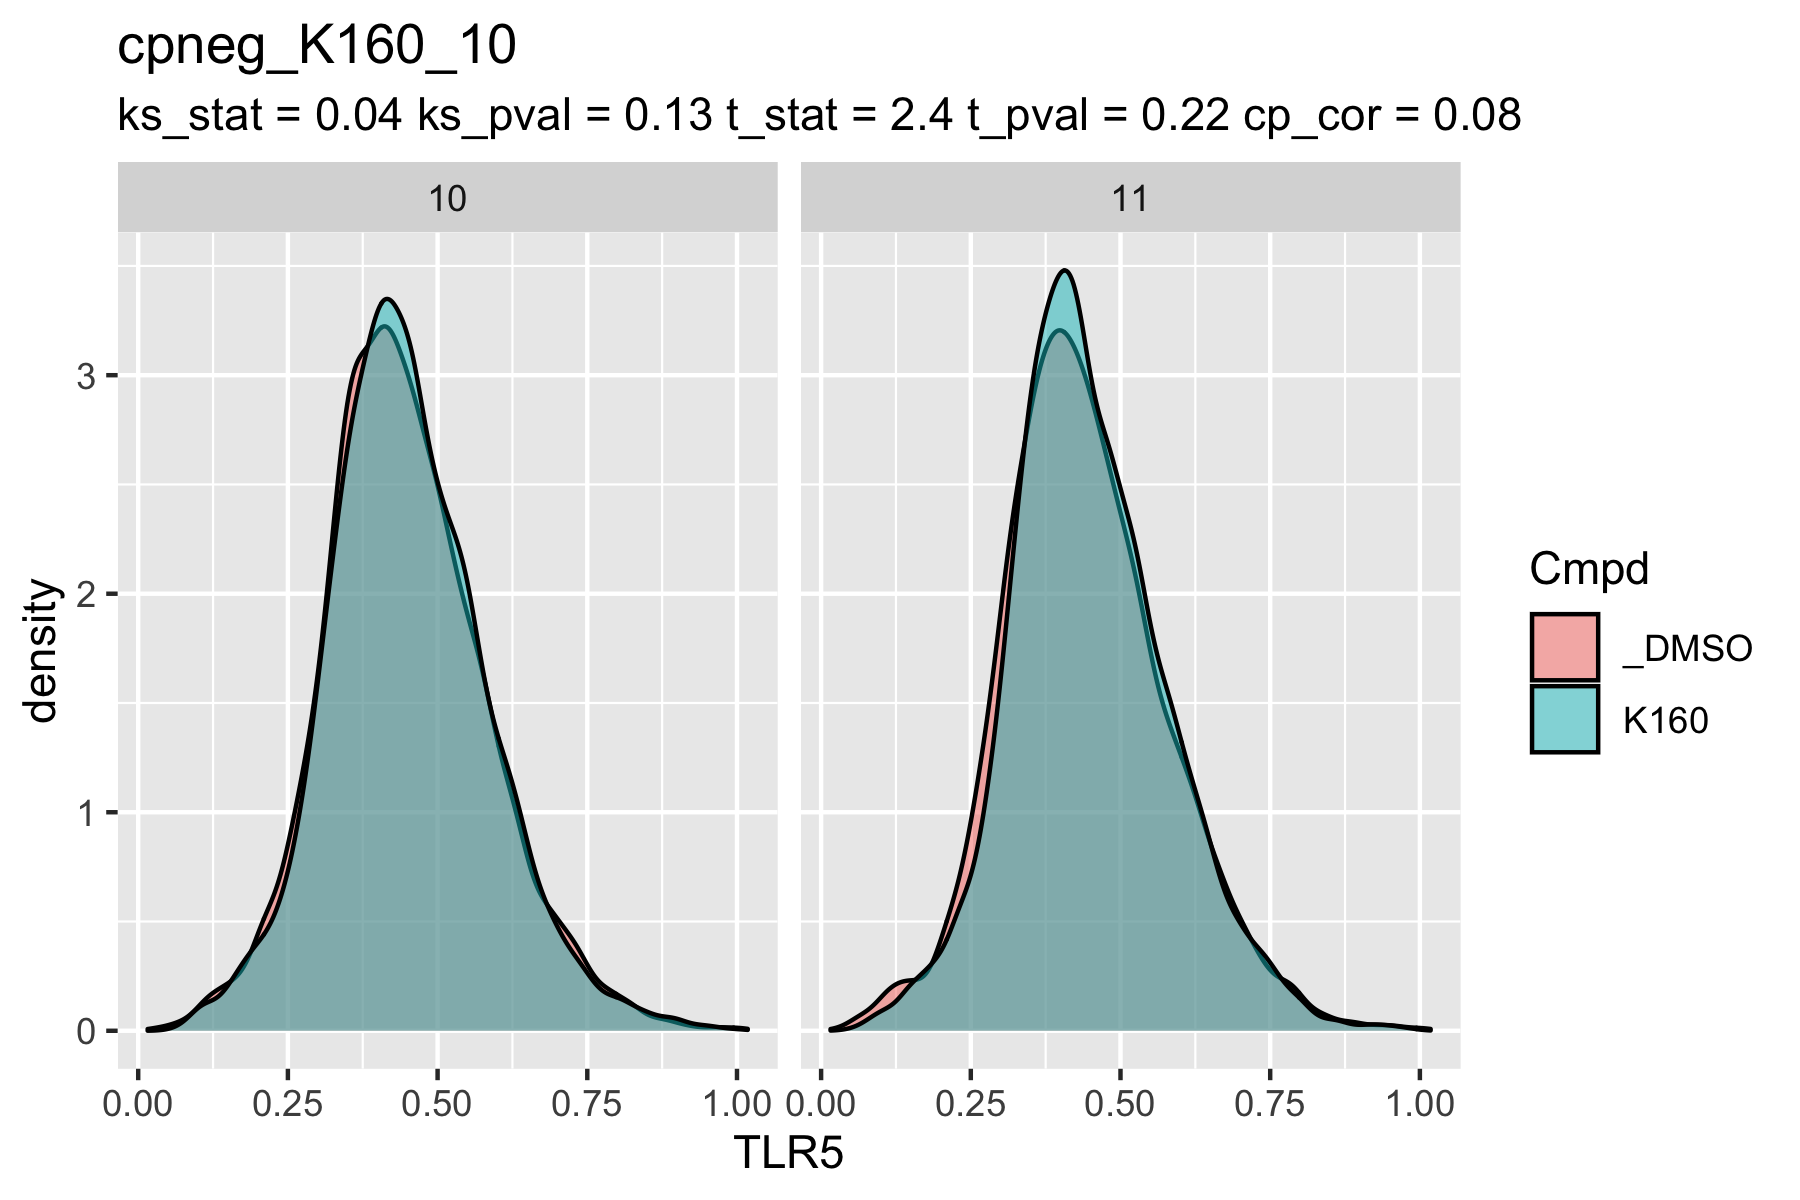 cpneg_K160_10
ks_stat = 0.04 ks_pval = 0.13 t_stat = 2.4 t_pval = 0.22 cp_cor = 0.08
10
11
density
3
2
1
0
0.00 0.25 0.50 0.75 1.00
0.00 0.25 0.50 0.75 1.00
TLR5
Cmpd
_DMSO
K160